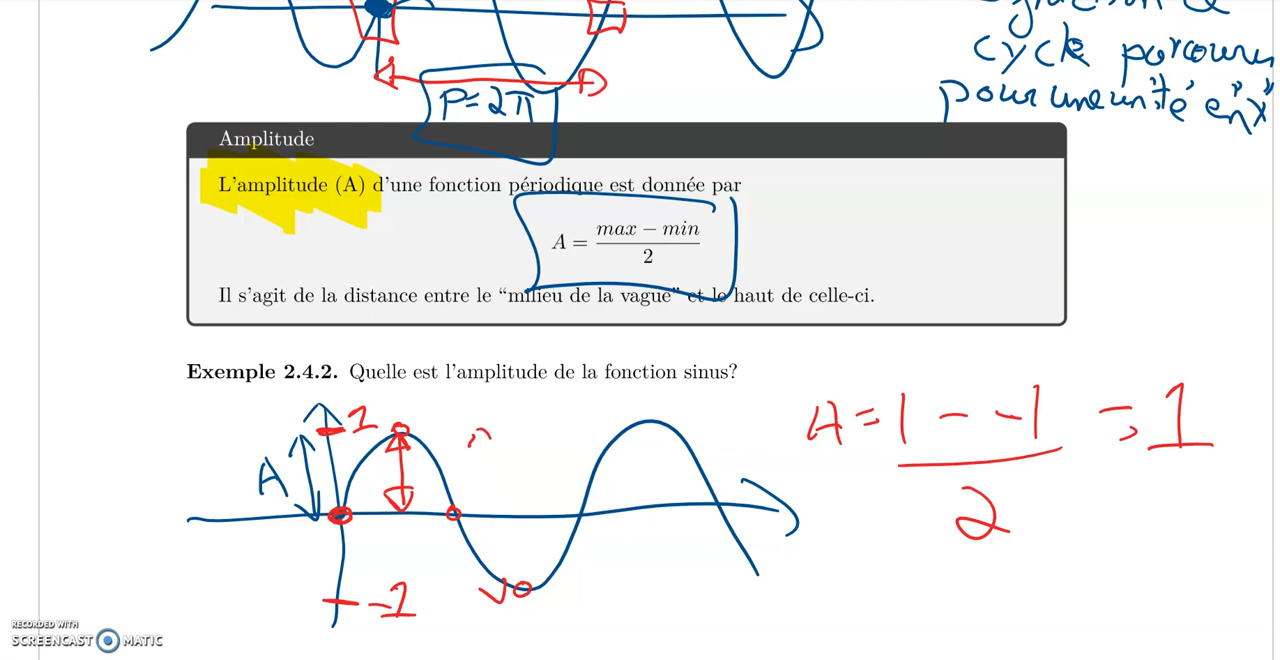 cycle parcouru
pour une unité en "x"
P = 2π
Amplitude
L'amplitude (A) d'une fonction périodique est donnée par
A = max − min / 2
Il s'agit de la distance entre le "milieu de la vague" et le haut de celle-ci.
Exemple 2.4.2. Quelle est l'amplitude de la fonction sinus?
1
A
-1
A = 1 - -1 / 2 = 1
RECORDED WITH
SCREENCAST MATIC